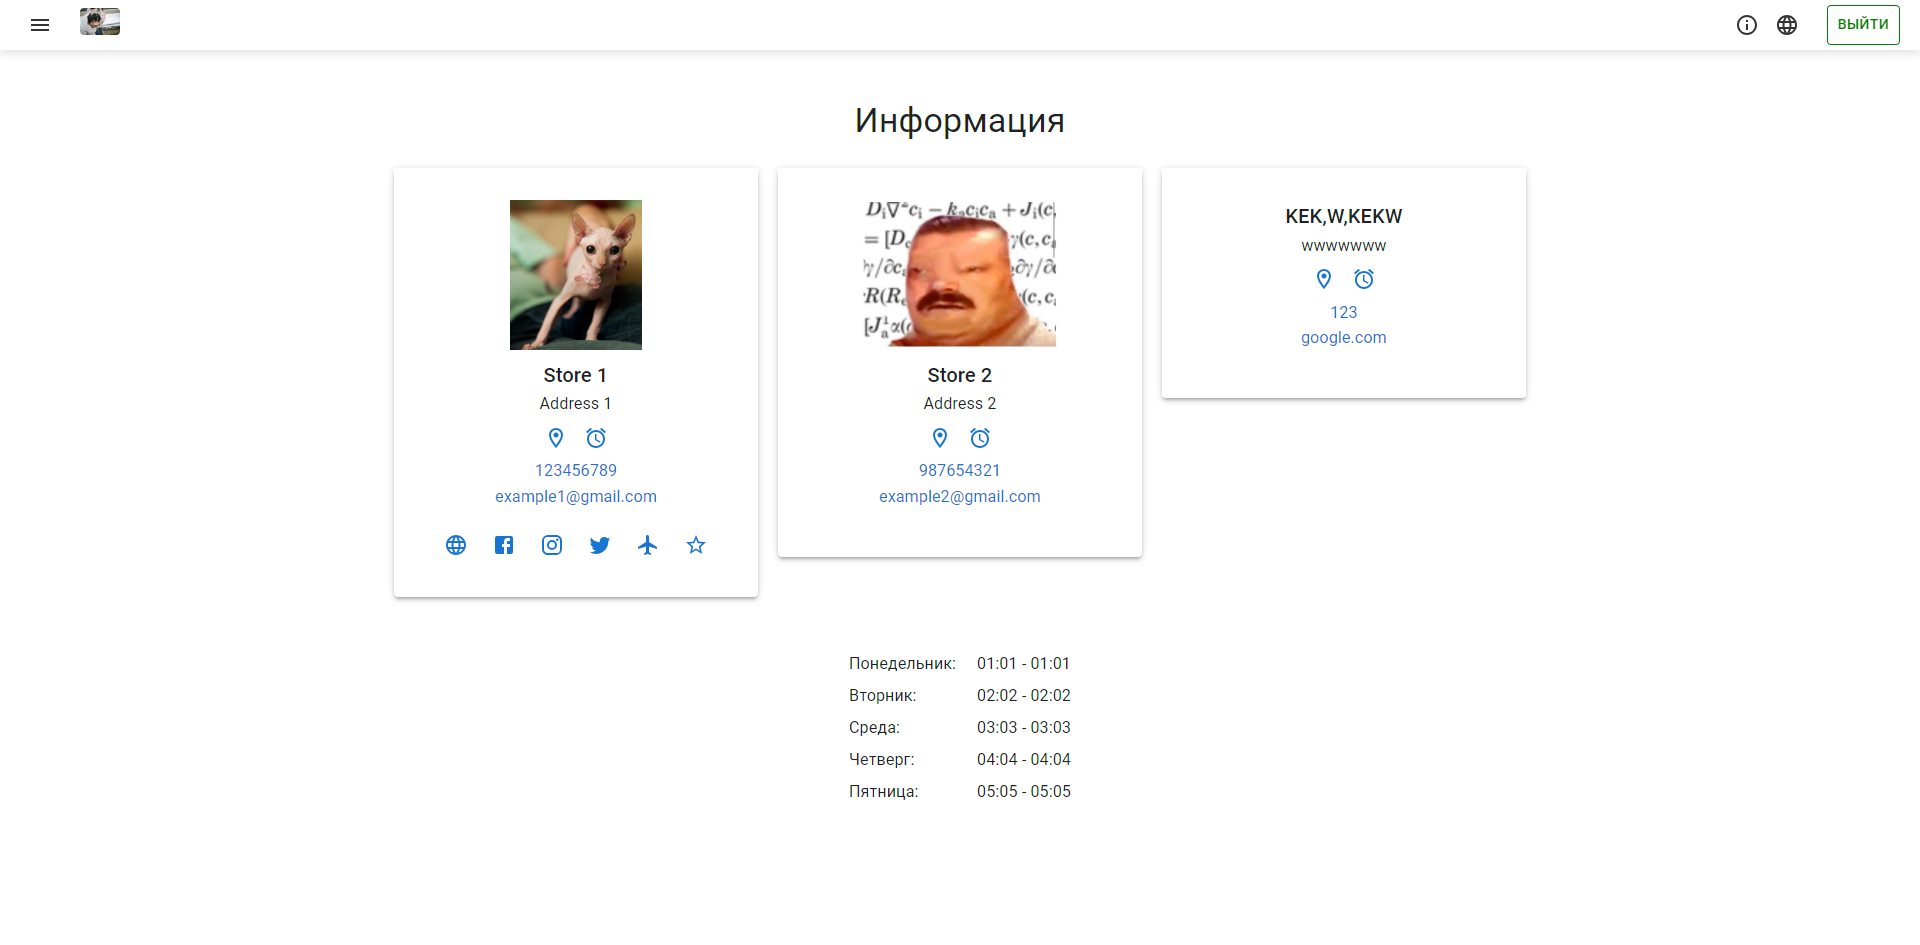 ВЫЙТИ
Информация
Store 1
Address 1
123456789
example1@gmail.com
Store 2
Address 2
987654321
example2@gmail.com
KEK,W,KEKW
wwwwwww
123
google.com
Понедельник: 01:01 - 01:01
Вторник: 02:02 - 02:02
Среда: 03:03 - 03:03
Четверг: 04:04 - 04:04
Пятница: 05:05 - 05:05